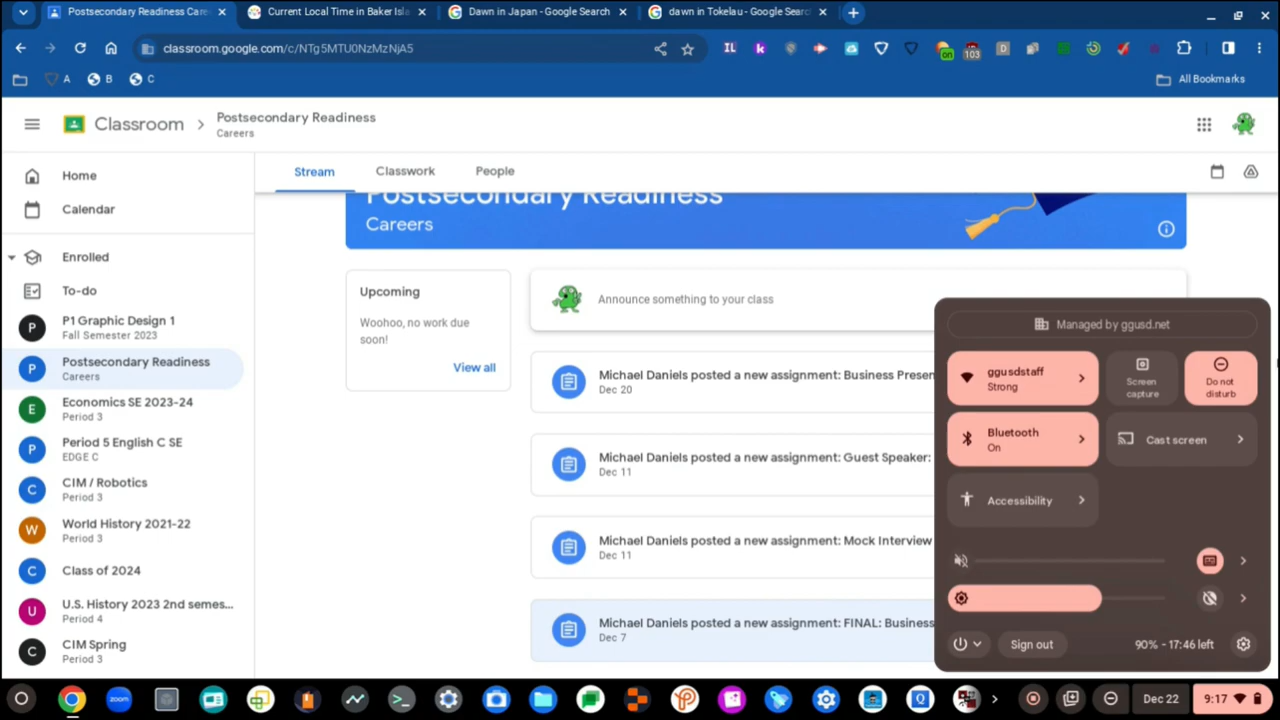 Postsecondary Readiness Care
Current Local Time in Baker Isla
Dawn in Japan - Google Search
dawn in Tokelau - Google Searc
classroom.google.com/c/NTg5MTU0NzMzNjA5
IL
k
on
103
D
A
B
C
All Bookmarks
Classroom
Postsecondary Readiness
Careers
Home
Calendar
Enrolled
To-do
P
P1 Graphic Design 1
Fall Semester 2023
P
Postsecondary Readiness
Careers
E
Economics SE 2023-24
Period 3
P
Period 5 English C SE
EDGE C
C
CIM / Robotics
Period 3
W
World History 2021-22
Period 3
C
Class of 2024
U
U.S. History 2023 2nd semes...
Period 4
C
CIM Spring
Period 3
Stream
Classwork
People
Postsecondary Readiness
Careers
Upcoming
Woohoo, no work due
soon!
View all
Announce something to your class
Michael Daniels posted a new assignment: Business Presen
Dec 20
Michael Daniels posted a new assignment: Guest Speaker:
Dec 11
Michael Daniels posted a new assignment: Mock Interview
Dec 11
Michael Daniels posted a new assignment: FINAL: Business
Dec 7
Managed by ggusd.net
ggusdstaff
Strong
Screen
capture
Do not
disturb
Bluetooth
On
Cast screen
Accessibility
Sign out
90% - 17:46 left
zoom
Q
Dec 22
9:17